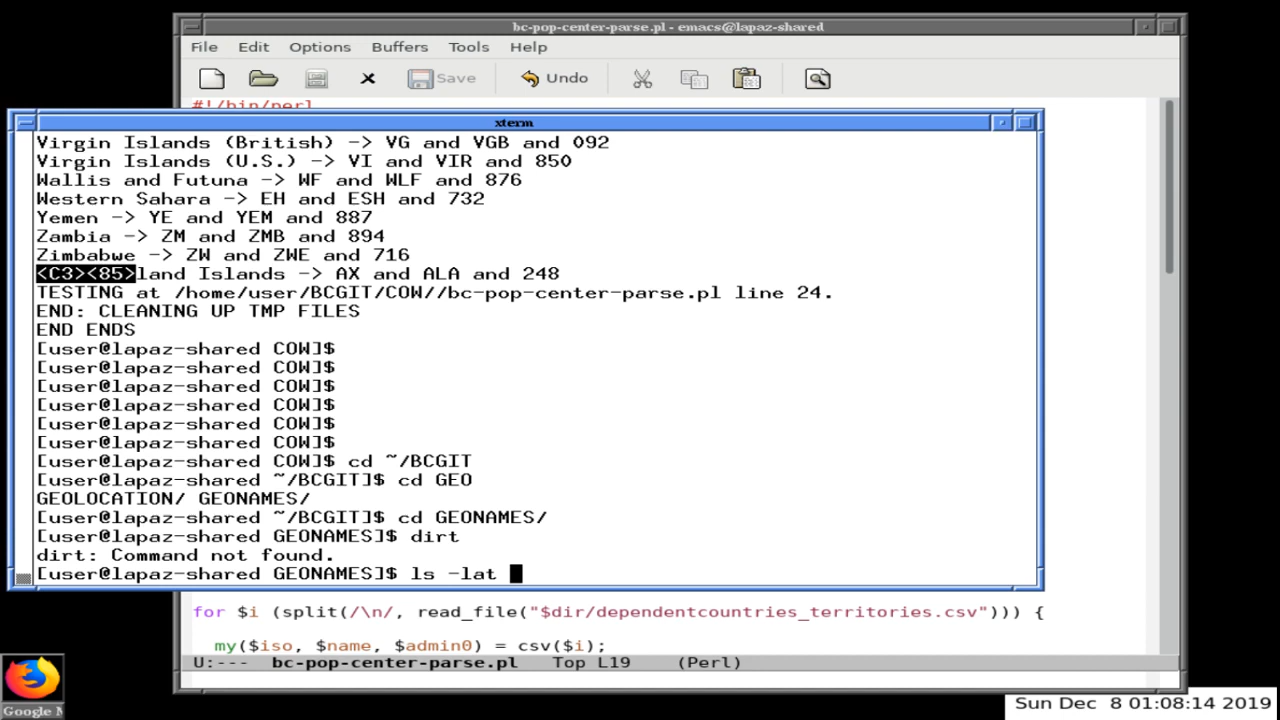 bc-pop-center-parse.pl - emacs@lapaz-shared
File Edit Options Buffers Tools Help
Save Undo
#!/bin/perl
xterm
Virgin Islands (British) -> VG and VGB and 092
Virgin Islands (U.S.) -> VI and VIR and 850
Wallis and Futuna -> WF and WLF and 876
Western Sahara -> EH and ESH and 732
Yemen -> YE and YEM and 887
Zambia -> ZM and ZMB and 894
Zimbabwe -> ZW and ZWE and 716
<C3><85>land Islands -> AX and ALA and 248
TESTING at /home/user/BCGIT/COW//bc-pop-center-parse.pl line 24.
END: CLEANING UP TMP FILES
END ENDS
[user@lapaz-shared COW]$
[user@lapaz-shared COW]$
[user@lapaz-shared COW]$
[user@lapaz-shared COW]$
[user@lapaz-shared COW]$
[user@lapaz-shared COW]$
[user@lapaz-shared COW]$ cd ~/BCGIT
[user@lapaz-shared ~/BCGIT]$ cd GEO
GEOLOCATION/ GEONAMES/
[user@lapaz-shared ~/BCGIT]$ cd GEONAMES/
[user@lapaz-shared GEONAMES]$ dirt
dirt: Command not found.
[user@lapaz-shared GEONAMES]$ ls -lat
for $i (split(/\n/, read_file("$dir/dependentcountries_territories.csv"))) {
my($iso, $name, $admin0) = csv($i);
U:--- bc-pop-center-parse.pl Top L19 (Perl)
Google
Sun Dec 8 01:08:14 2019